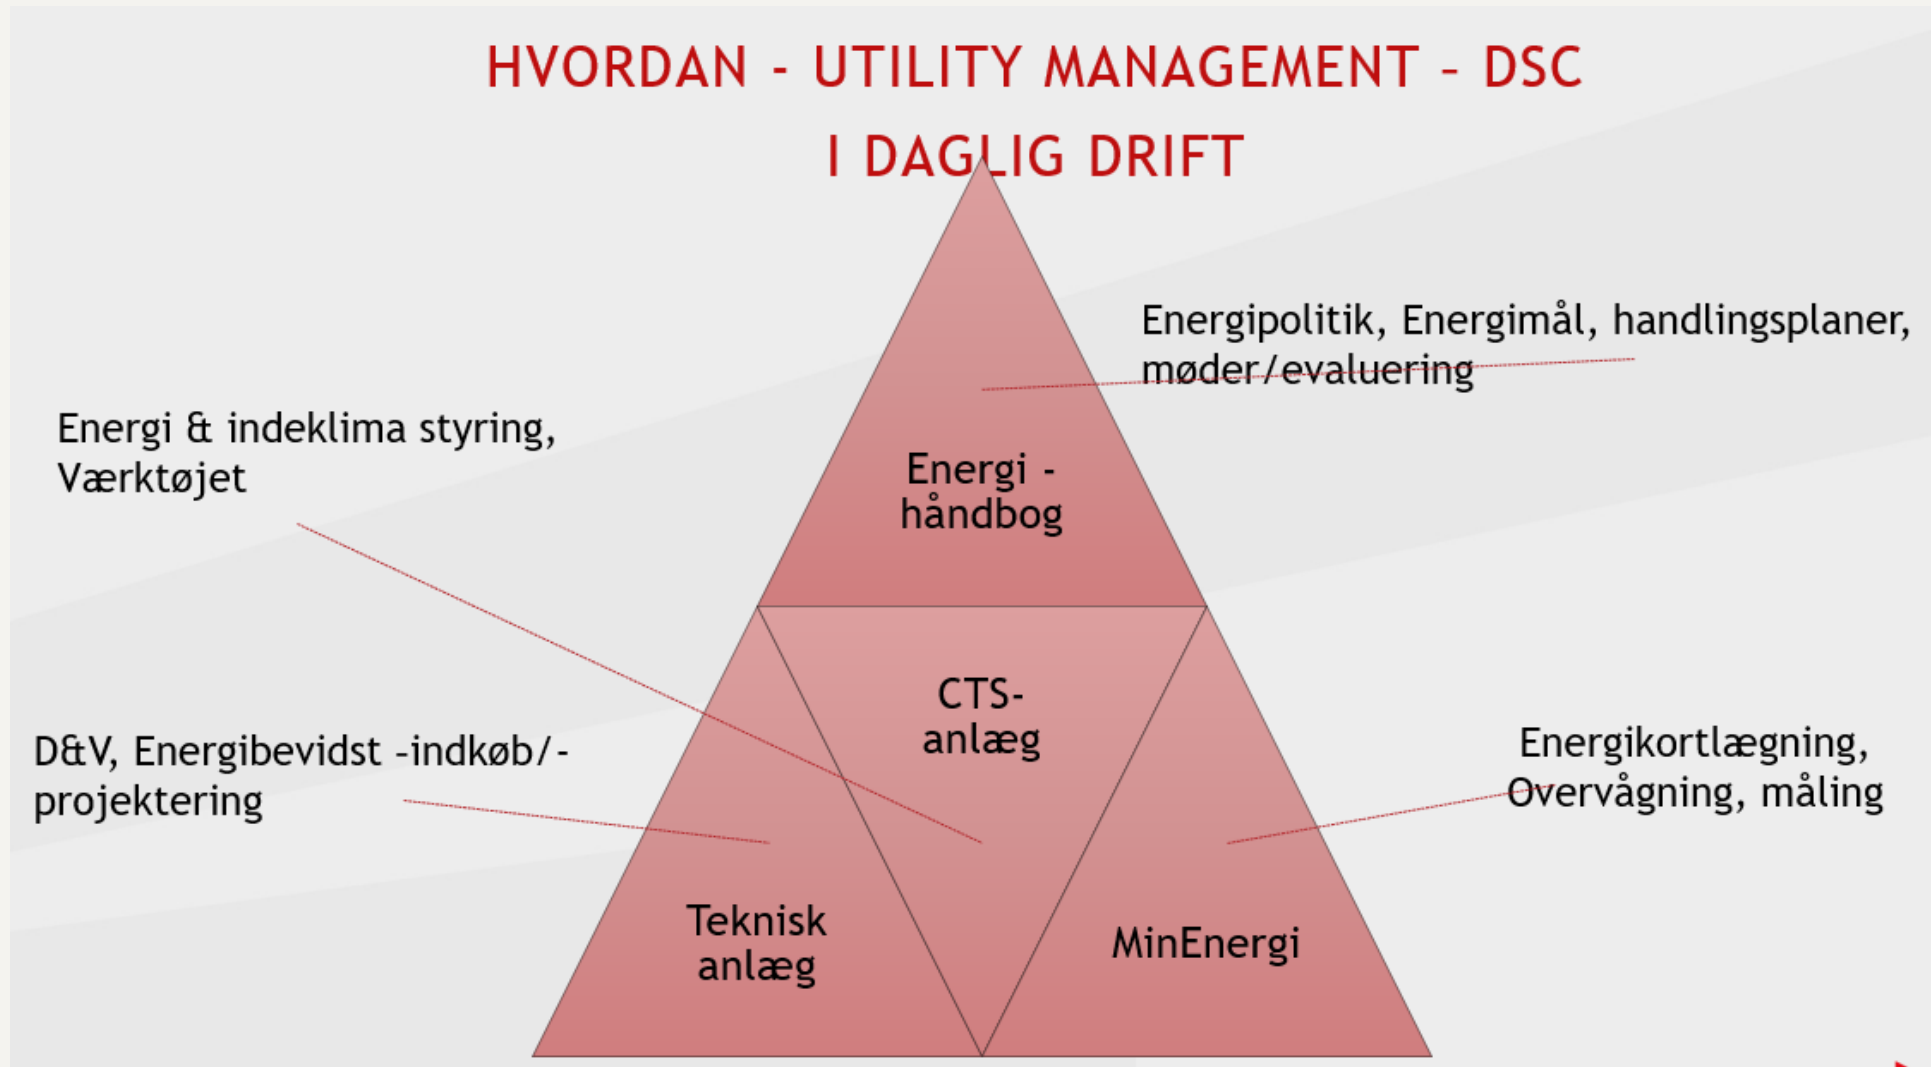 HVORDAN - UTILITY MANAGEMENT – DSC
I DAGLIG DRIFT
Energipolitik, Energimål, handlingsplaner,
møder/evaluering
Energi & indeklima styring,
Værktøjet
Energi -
håndbog
CTS-
anlæg
D&V, Energibevidst –indkøb/-
projektering
Energikortlægning,
Overvågning, måling
Teknisk
anlæg
MinEnergi